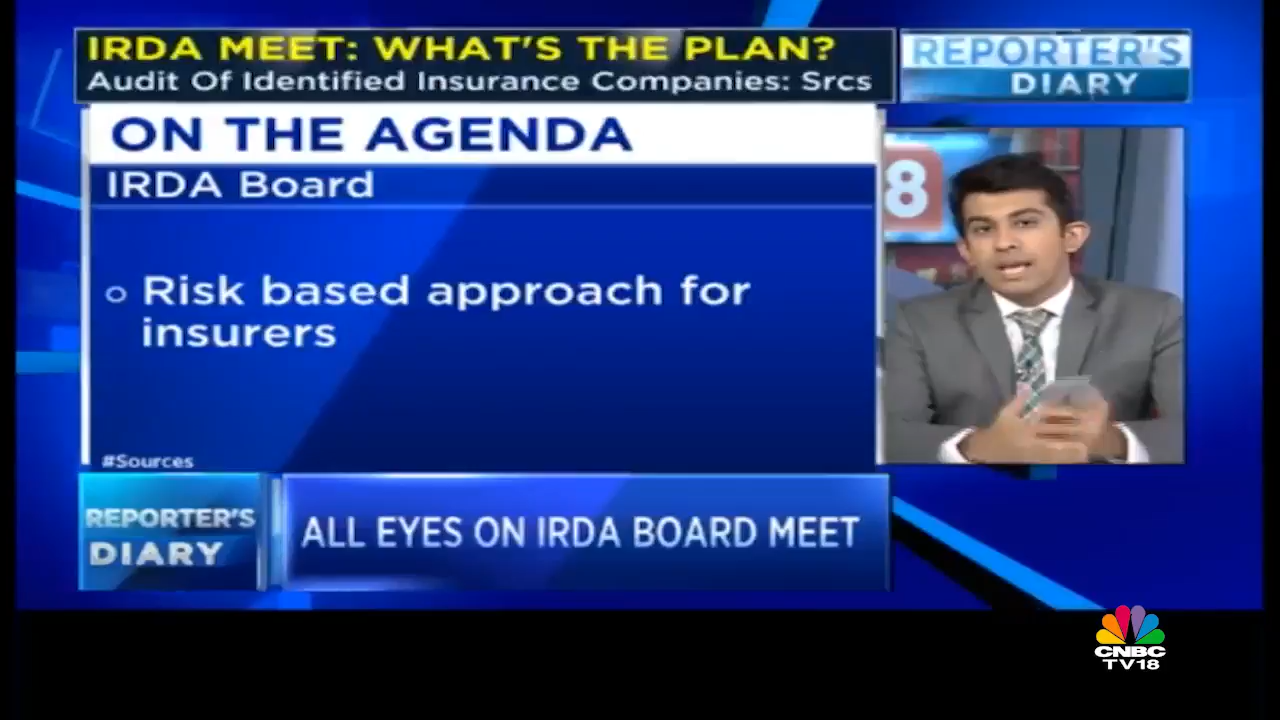 IRDA MEET: WHAT'S THE PLAN?
Audit Of Identified Insurance Companies: Srcs
REPORTER'S
DIARY
ON THE AGENDA
IRDA Board
8
Risk based approach for
insurers
#Sources
REPORTER'S
DIARY
ALL EYES ON IRDA BOARD MEET
CNBC
TV18